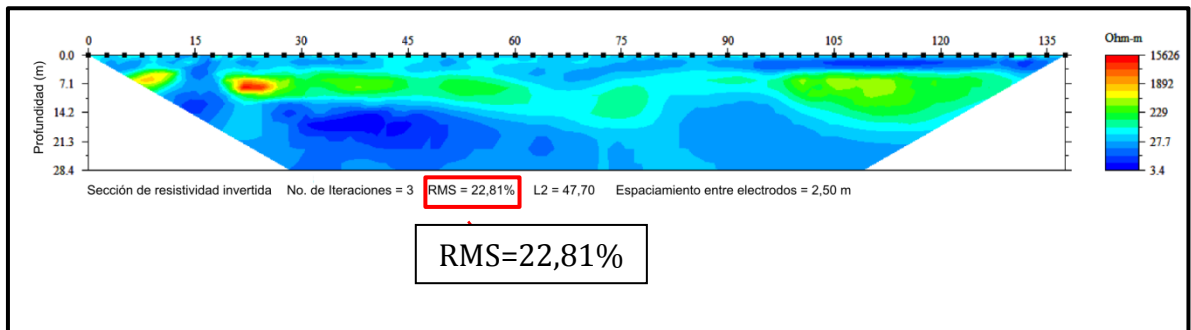 0 15 30 45 60 75 90 105 120 135
Ohm-m
Profundidad (m)
0.0
7.1
14.2
21.3
28.4
15626
1892
229
27.7
3.4
Sección de resistividad invertida No. de Iteraciones = 3 RMS = 22,81% L2 = 47,70 Espaciamiento entre electrodos = 2,50 m
RMS=22,81%